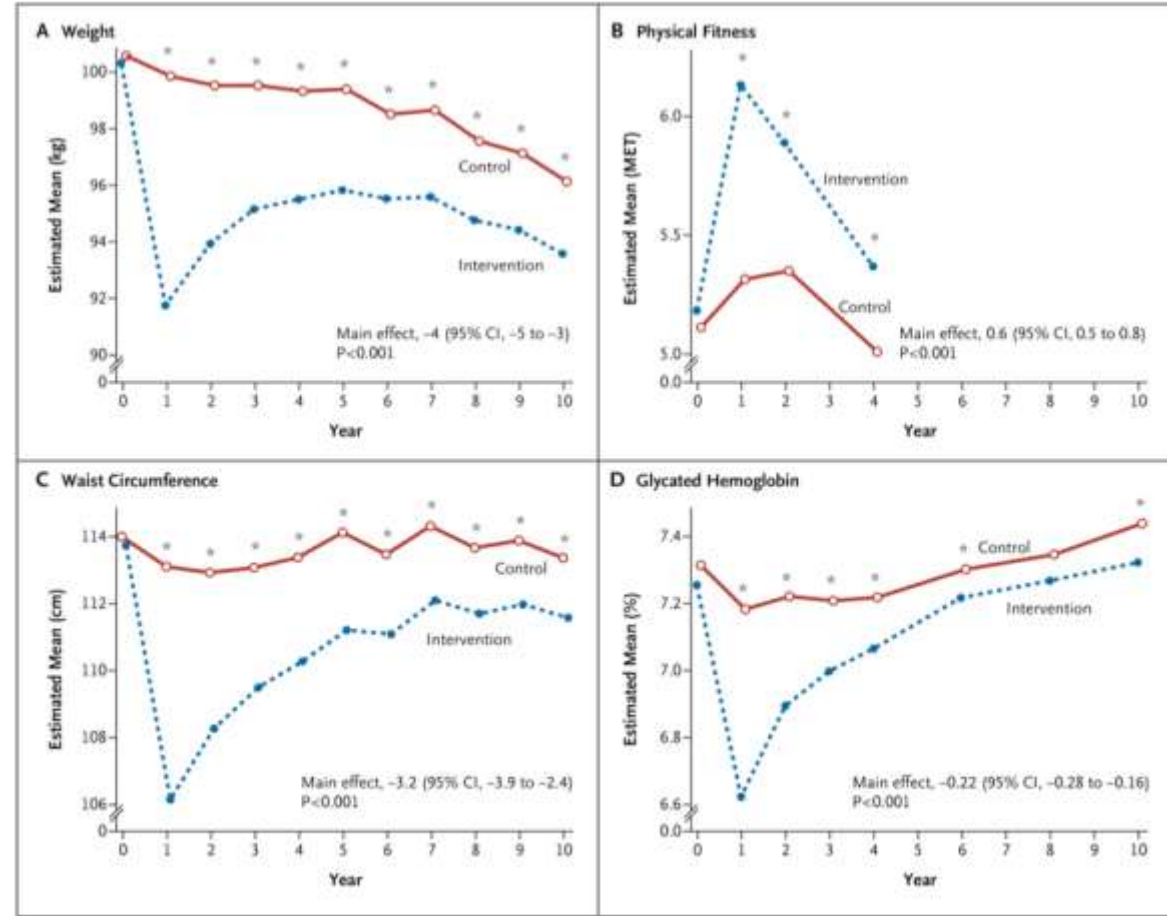 A Weight
Estimated Mean (kg)
100
98
96
94
92
90
0
* * * * * * * * * *
Control
Intervention
Main effect, −4 (95% CI, −5 to −3)
P<0.001
0 1 2 3 4 5 6 7 8 9 10
Year
B Physical Fitness
Estimated Mean (MET)
6.0
5.5
5.0
0.0
* * *
Intervention
Control
Main effect, 0.6 (95% CI, 0.5 to 0.8)
P<0.001
0 1 2 3 4 5 6 7 8 9 10
Year
C Waist Circumference
Estimated Mean (cm)
114
112
110
108
106
0
* * * * * * * * * *
Control
Intervention
Main effect, −3.2 (95% CI, −3.9 to −2.4)
P<0.001
0 1 2 3 4 5 6 7 8 9 10
Year
D Glycated Hemoglobin
Estimated Mean (%)
7.4
7.2
7.0
6.8
6.6
0.0
* * * * * *
Control
Intervention
Main effect, −0.22 (95% CI, −0.28 to −0.16)
P<0.001
0 1 2 3 4 5 6 7 8 9 10
Year